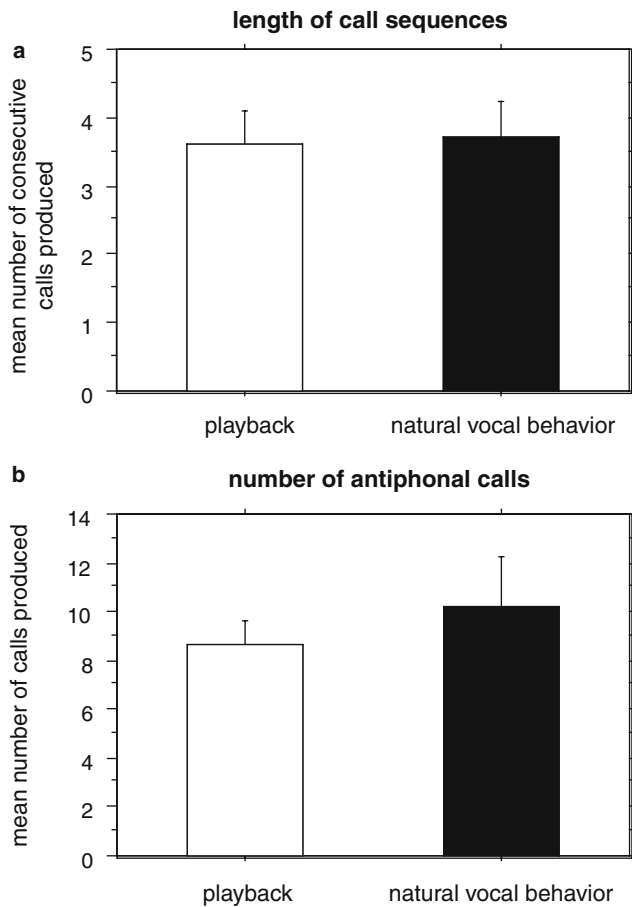 length of call sequences
a
mean number of consecutive
calls produced
5
4
3
2
1
0
playback
natural vocal behavior
b
number of antiphonal calls
mean number of calls produced
14
12
10
8
6
4
2
0
playback
natural vocal behavior